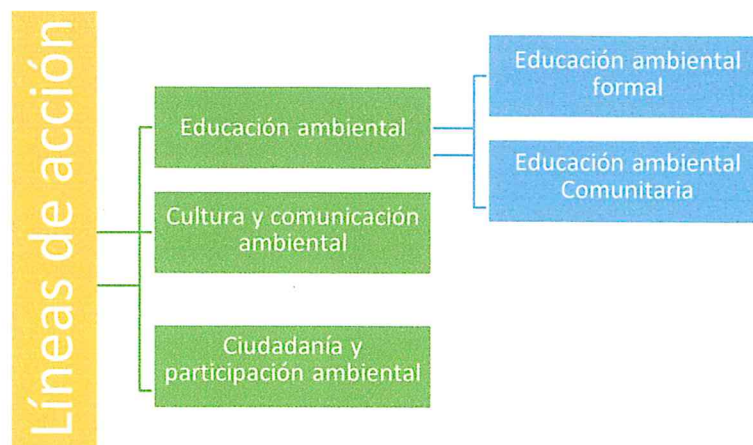 Líneas de acción
Educación ambiental
Cultura y comunicación
ambiental
Ciudadanía y
participación ambiental
Educación ambiental
formal
Educación ambiental
Comunitaria